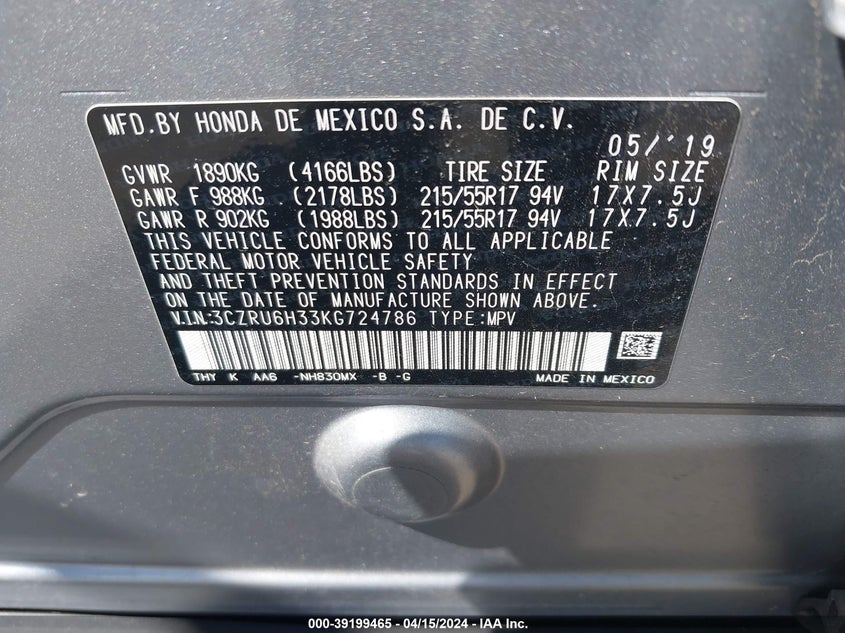 MFD.BY HONDA DE MEXICO S.A. DE C.V.
05/'19
GVWR 1890KG (4166LBS) TIRE SIZE RIM SIZE
GAWR F 988KG (2178LBS) 215/55R17 94V 17X7.5J
GAWR R 902KG (1988LBS) 215/55R17 94V 17X7.5J
THIS VEHICLE CONFORMS TO ALL APPLICABLE
FEDERAL MOTOR VEHICLE SAFETY
AND THEFT PREVENTION STANDARDS IN EFFECT
ON THE DATE OF MANUFACTURE SHOWN ABOVE.
V.I.N:3CZRU6H33KG724786 TYPE:MPV
THY K AA6 -NH830MX -B -G MADE IN MEXICO
000-39199465 - 04/15/2024 - IAA Inc.